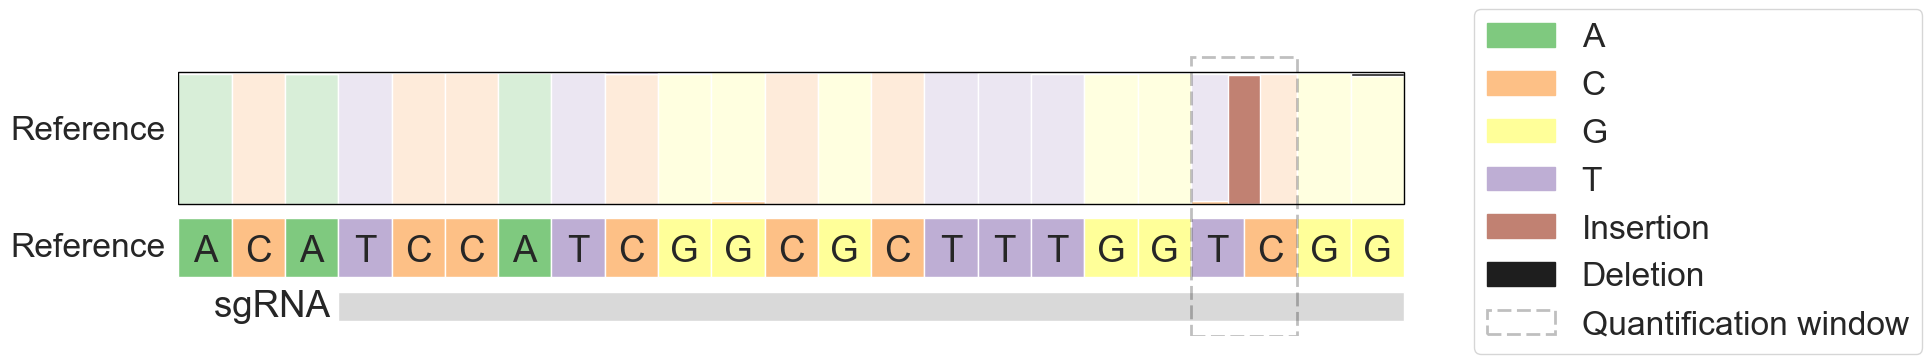 Reference
Reference A C A T C C A T C G G C G C T T T G G T C G G
sgRNA
A
C
G
T
Insertion
Deletion
Quantification window